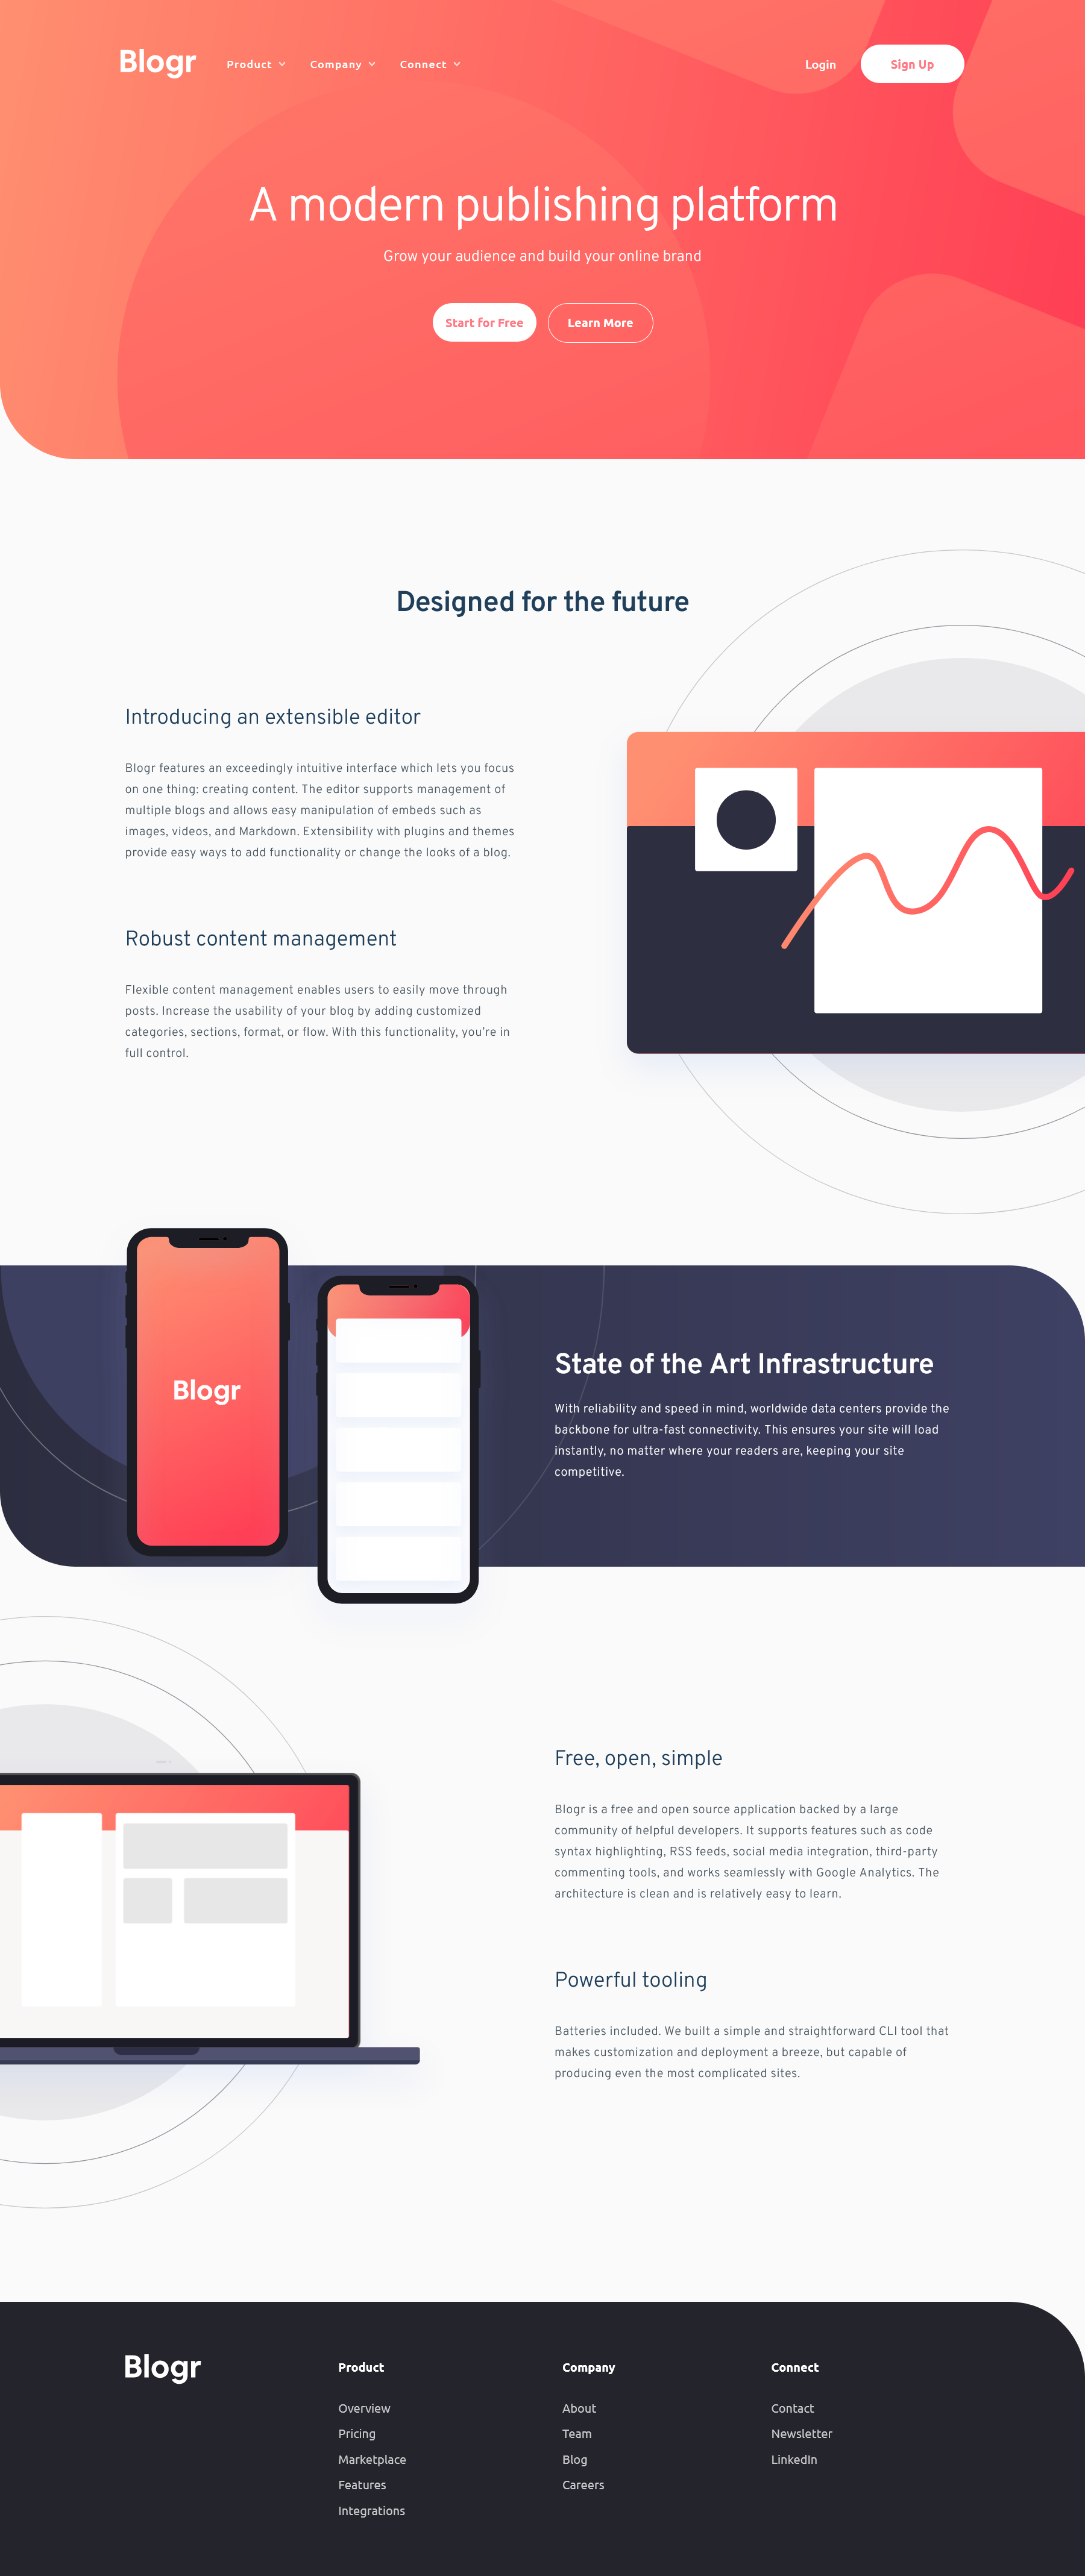 Blogr
Product
Company
Connect
Login
Sign Up
A modern publishing platform
Grow your audience and build your online brand
Start for Free
Learn More
Designed for the future
Introducing an extensible editor
Blogr features an exceedingly intuitive interface which lets you focus
on one thing: creating content. The editor supports management of
multiple blogs and allows easy manipulation of embeds such as
images, videos, and Markdown. Extensibility with plugins and themes
provide easy ways to add functionality or change the looks of a blog.
Robust content management
Flexible content management enables users to easily move through
posts. Increase the usability of your blog by adding customized
categories, sections, format, or flow. With this functionality, you’re in
full control.
Blogr
State of the Art Infrastructure
With reliability and speed in mind, worldwide data centers provide the
backbone for ultra-fast connectivity. This ensures your site will load
instantly, no matter where your readers are, keeping your site
competitive.
Free, open, simple
Blogr is a free and open source application backed by a large
community of helpful developers. It supports features such as code
syntax highlighting, RSS feeds, social media integration, third-party
commenting tools, and works seamlessly with Google Analytics. The
architecture is clean and is relatively easy to learn.
Powerful tooling
Batteries included. We built a simple and straightforward CLI tool that
makes customization and deployment a breeze, but capable of
producing even the most complicated sites.
Blogr
Product
Overview
Pricing
Marketplace
Features
Integrations
Company
About
Team
Blog
Careers
Connect
Contact
Newsletter
LinkedIn